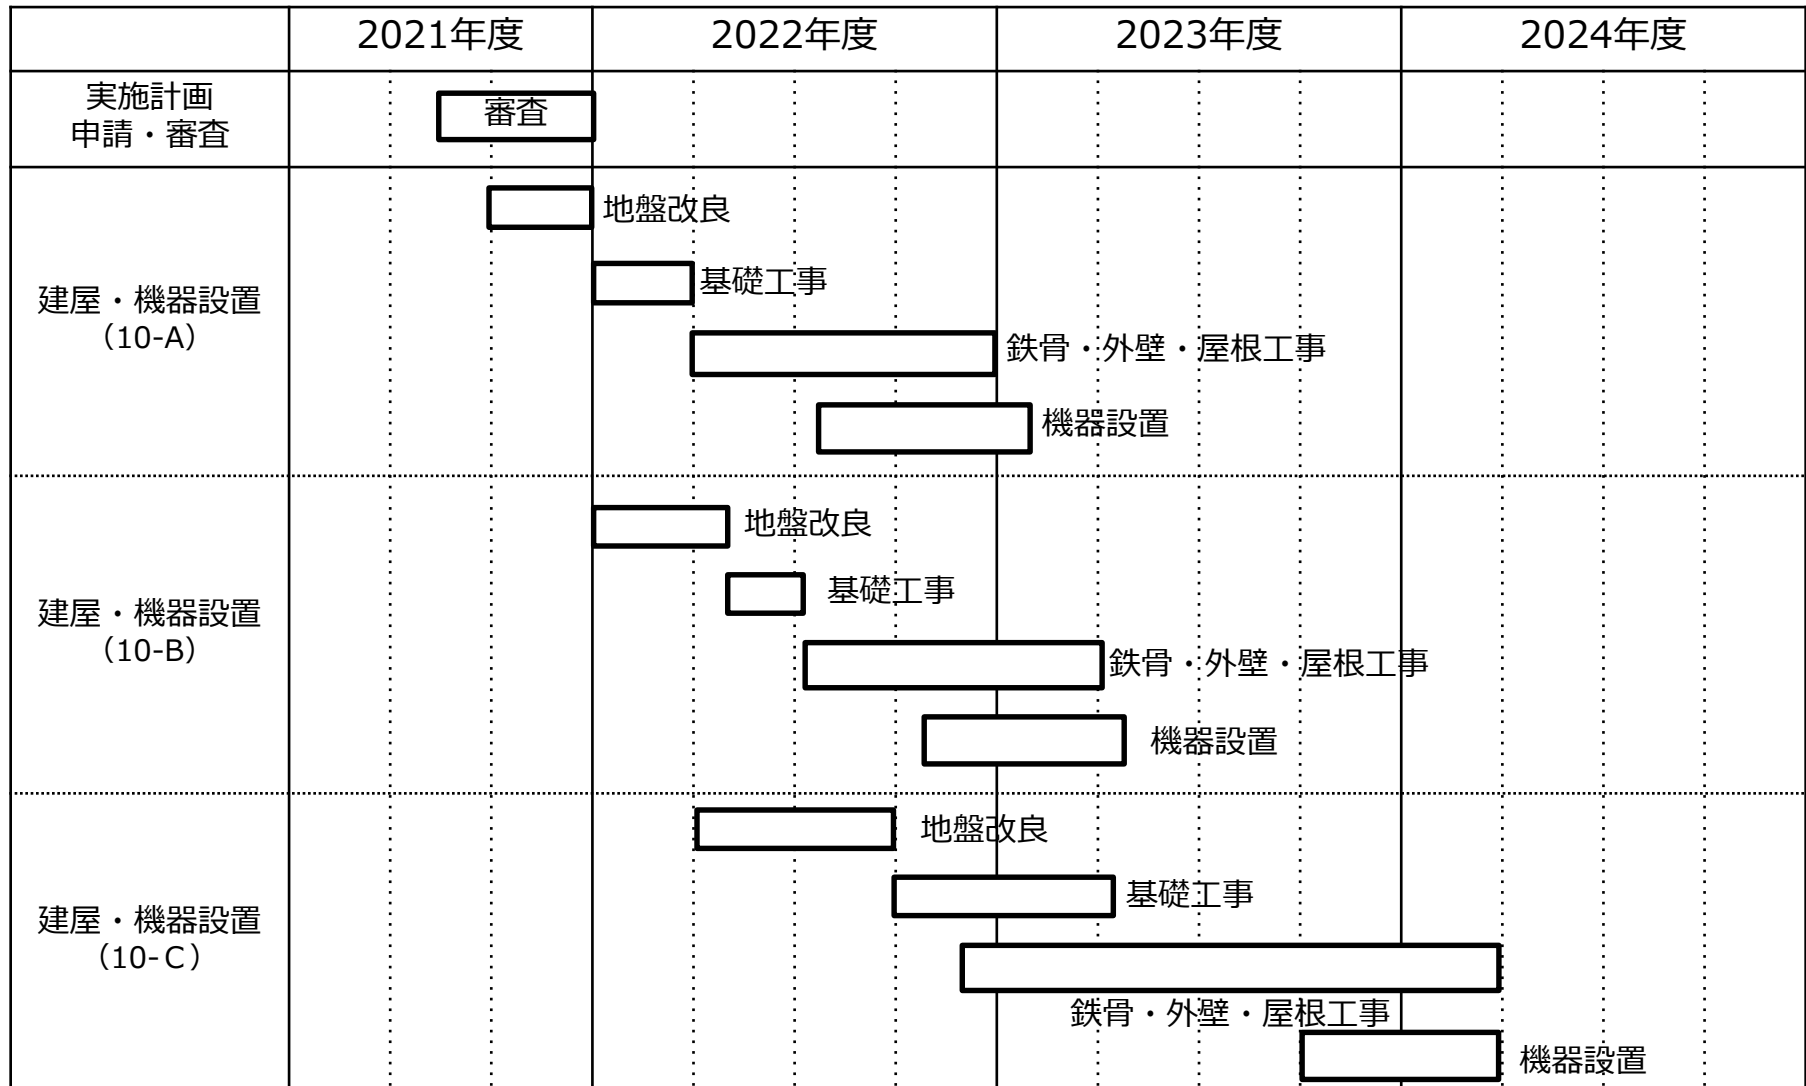 2021年度 2022年度 2023年度 2024年度
実施計画
申請・審査
審査
建屋・機器設置
（10-A）
地盤改良
基礎工事
鉄骨・外壁・屋根工事
機器設置
建屋・機器設置
（10-B）
地盤改良
基礎工事
鉄骨・外壁・屋根工事
機器設置
建屋・機器設置
（10-Ｃ）
地盤改良
基礎工事
鉄骨・外壁・屋根工事
機器設置